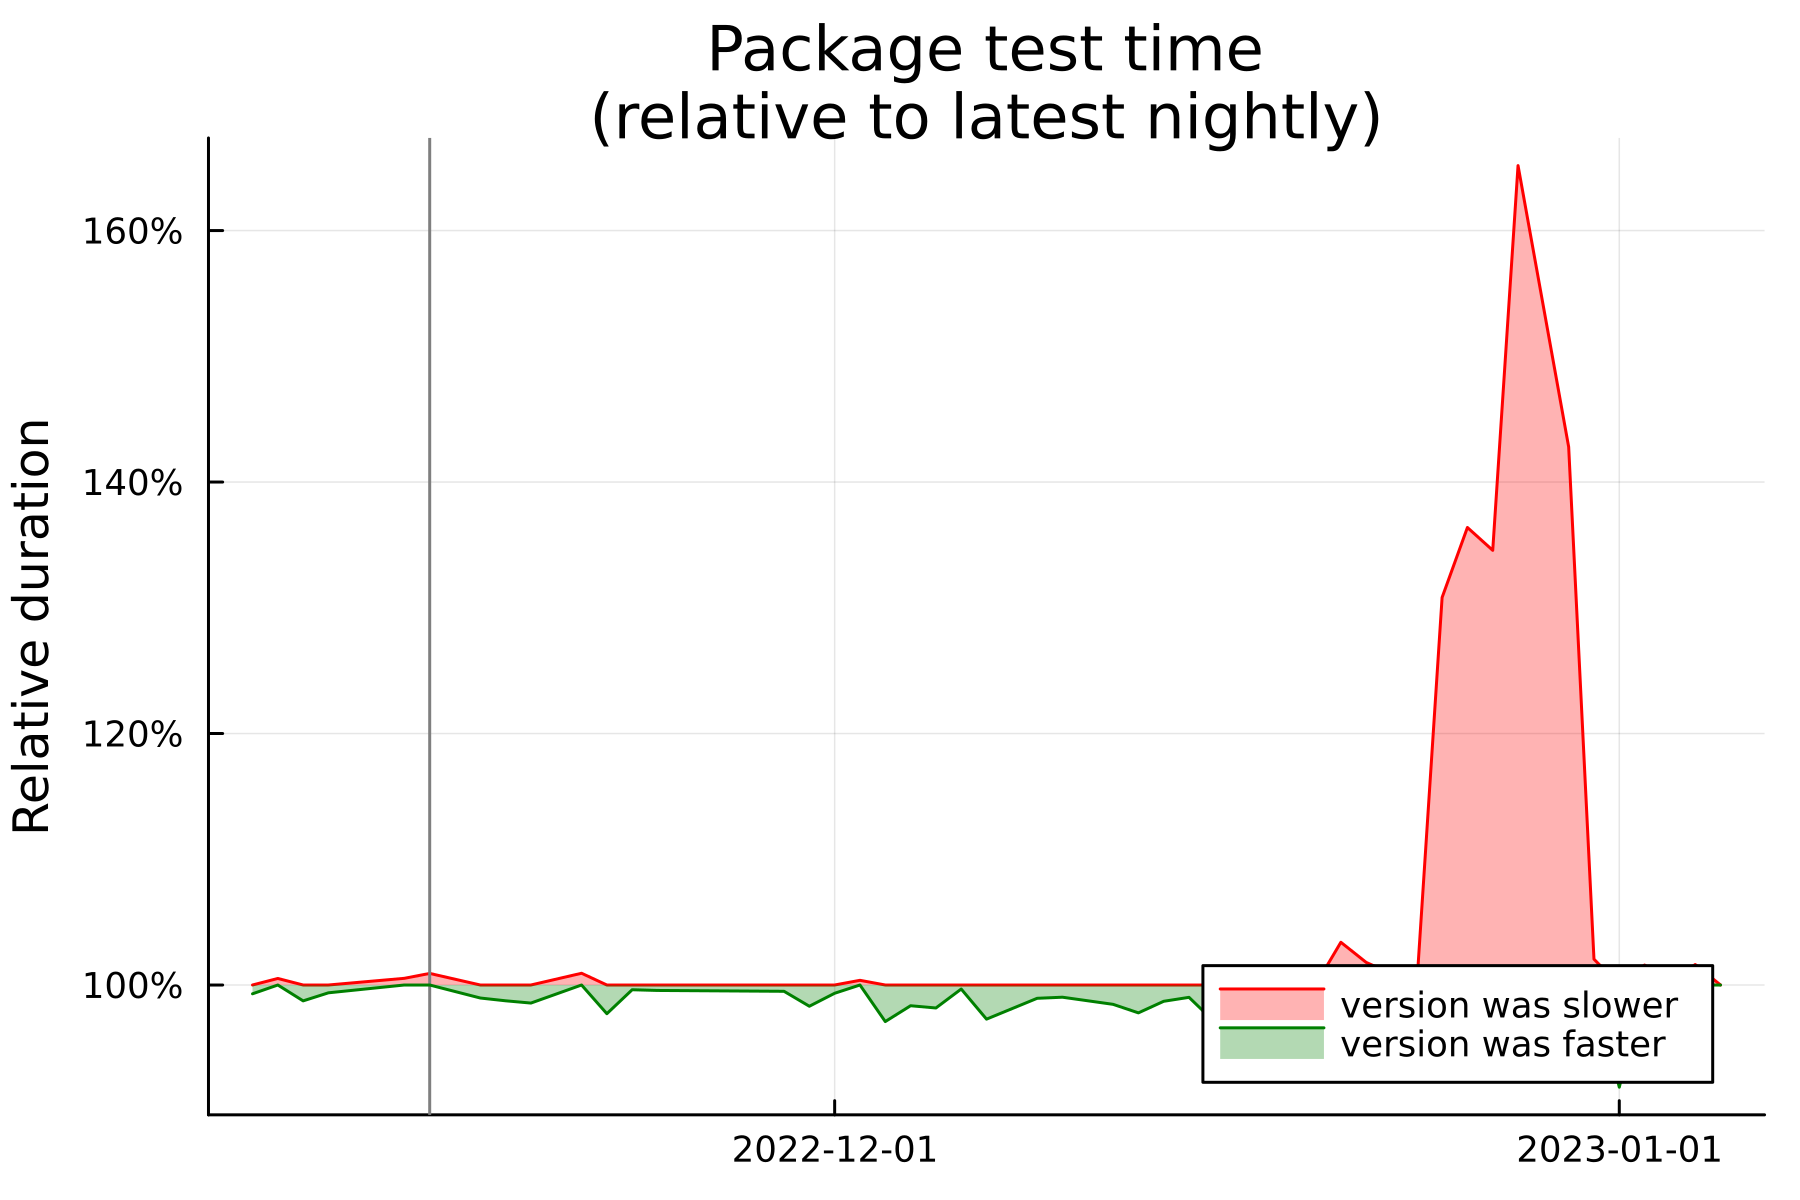 Package test time
(relative to latest nightly)
Relative duration
160%
140%
120%
100%
version was slower
version was faster
2022-12-01
2023-01-01